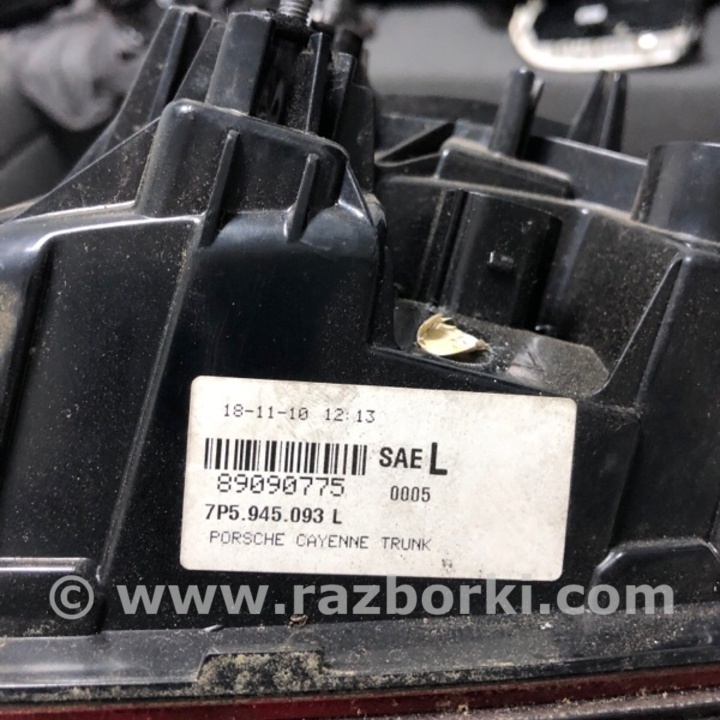 18-11-10 12:13
SAE L
89090775 0005
7P5.945.093 L
PORSCHE CAYENNE TRUNK
© www.razborki.com